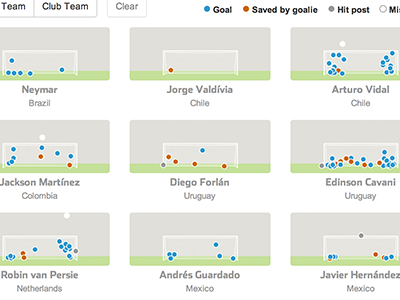 Team Club Team Clear Goal Saved by goalie Hit post
Neymar Jorge Valdívia Arturo Vidal
Brazil Chile Chile
Jackson Martínez Diego Forlán Edinson Cavani
Colombia Uruguay Uruguay
Robin van Persie Andrés Guardado Javier Hernández
Netherlands Mexico Mexico